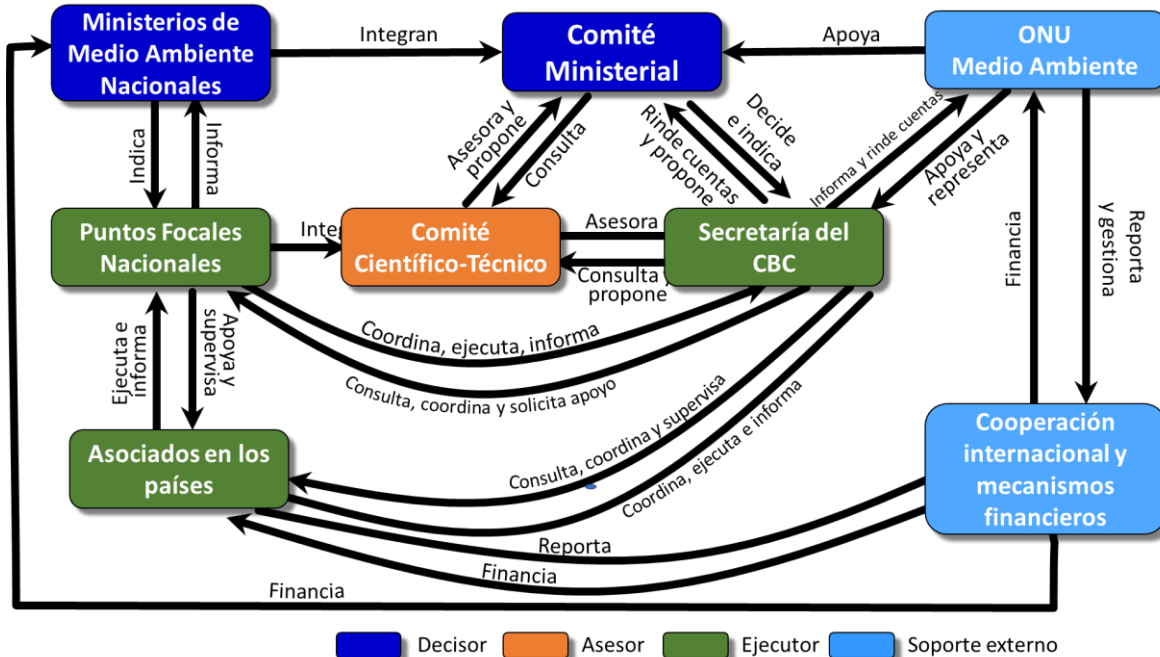 Ministerios de
Medio Ambiente
Nacionales
Integran
Comité
Ministerial
Apoya
ONU
Medio Ambiente
Indica
Informa
Asesora y
propone
Consulta
Rinde cuentas
y propone
Decide
e indica
Informa y rinde cuentas
Apoya y
representa
Financia
Reporta
y gestiona
Puntos Focales
Nacionales
Comité
Científico-Técnico
Asesora
Consulta y
propone
Secretaría del
CBC
Ejecuta e
informa
Apoya y
supervisa
Coordina, ejecuta, informa
Consulta, coordina y solicita apoyo
Asociados en los
países
Consulta, coordina y supervisa
Coordina, ejecuta e informa
Cooperación
internacional y
mecanismos
financieros
Reporta
Financia
Financia
Decisor
Asesor
Ejecutor
Soporte externo